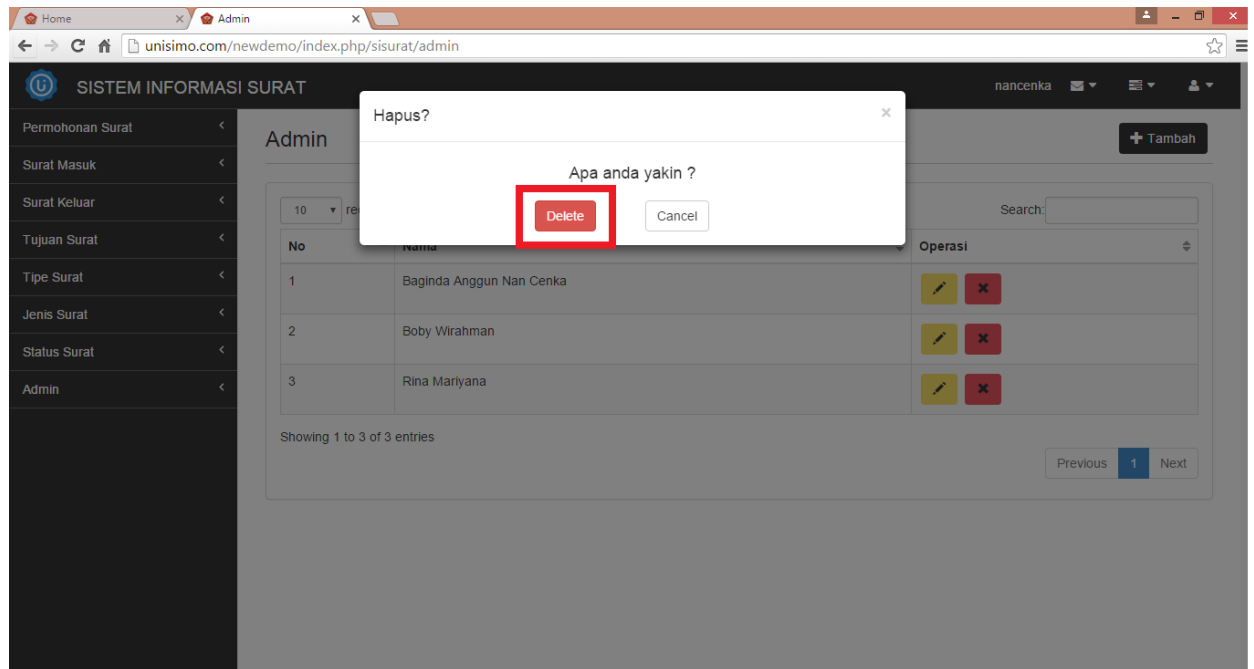 Home
Admin
unisimo.com/newdemo/index.php/sisurat/admin
SISTEM INFORMASI SURAT
nancenka
Hapus?
Apa anda yakin ?
Delete
Cancel
Permohonan Surat
Surat Masuk
Surat Keluar
Tujuan Surat
Tipe Surat
Jenis Surat
Status Surat
Admin
Admin
Tambah
10
Search:
No Nama Operasi
1 Baginda Anggun Nan Cenka
2 Boby Wirahman
3 Rina Mariyana
Showing 1 to 3 of 3 entries
Previous 1 Next